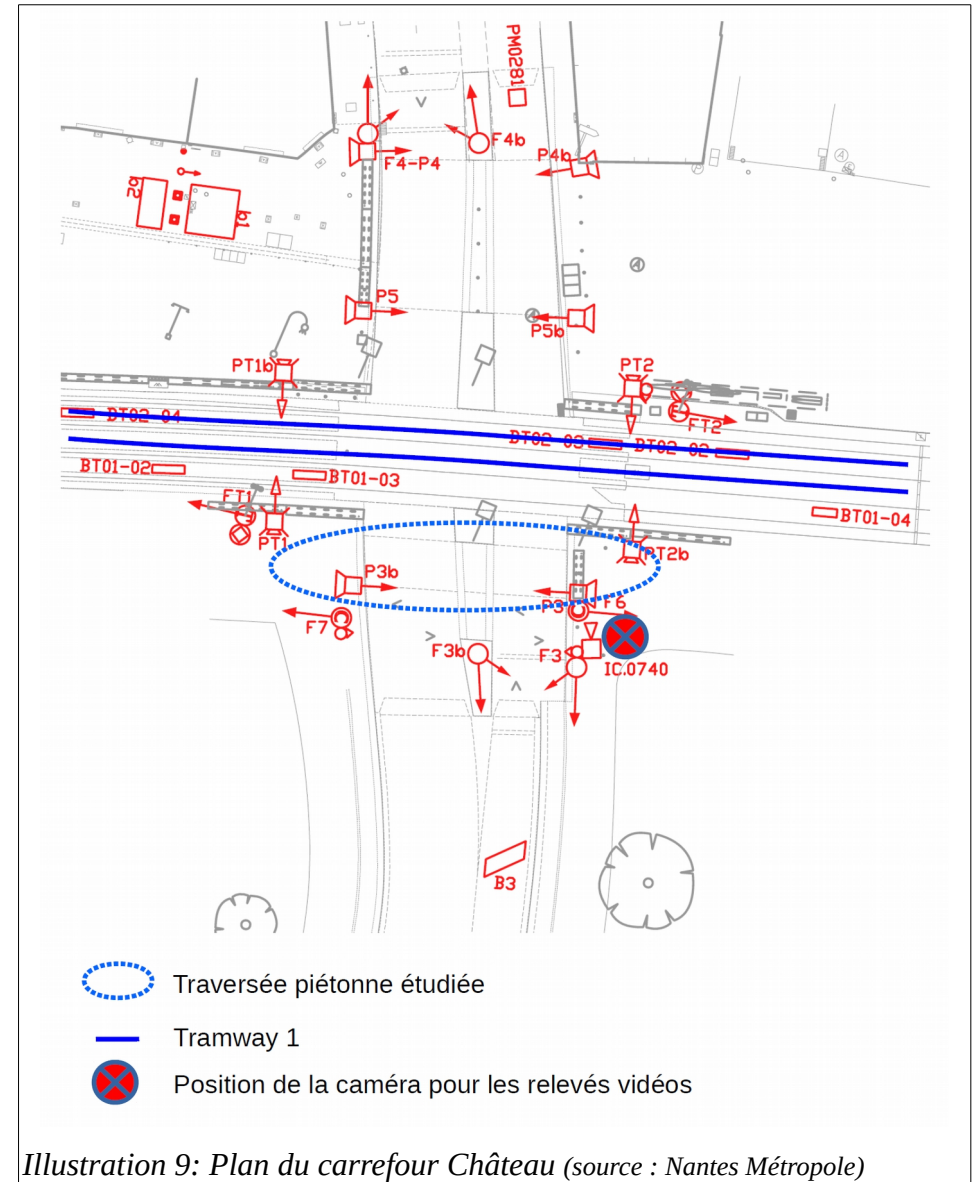 PM0281
F4b
F4-P4
P4b
b2
b1
P5
P5b
PT1b
PT2
FT2
BT02-04
BT02-03
BT02-02
BT01-02
BT01-03
BT01-04
FT1
PT1
PT2b
P3b
P3
F6
F7
F3b
F3
IC.0740
B3
Traversée piétonne étudiée
Tramway 1
Position de la caméra pour les relevés vidéos
Illustration 9: Plan du carrefour Château (source : Nantes Métropole)